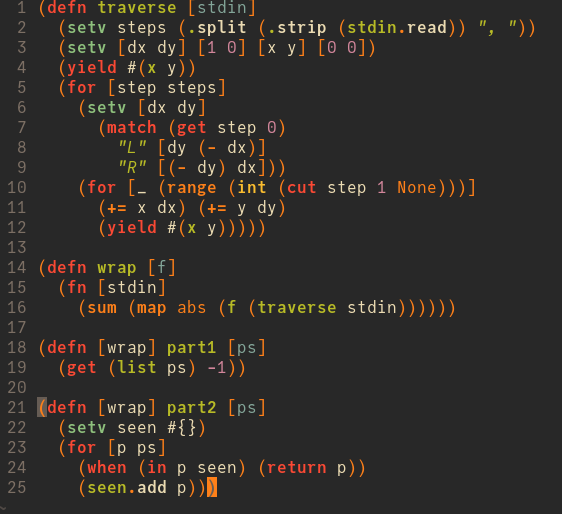 1 (defn traverse [stdin]
2   (setv steps (.split (.strip (stdin.read)) ", "))
3   (setv [dx dy] [1 0] [x y] [0 0])
4   (yield #(x y))
5   (for [step steps]
6     (setv [dx dy]
7       (match (get step 0)
8         "L" [dy (- dx)]
9         "R" [(- dy) dx]))
10     (for [_ (range (int (cut step 1 None)))]
11       (+= x dx) (+= y dy)
12       (yield #(x y)))))
13
14 (defn wrap [f]
15   (fn [stdin]
16     (sum (map abs (f (traverse stdin))))))
17
18 (defn [wrap] part1 [ps]
19   (get (list ps) -1))
20
21 (defn [wrap] part2 [ps]
22   (setv seen #{})
23   (for [p ps]
24     (when (in p seen) (return p))
25     (seen.add p)))